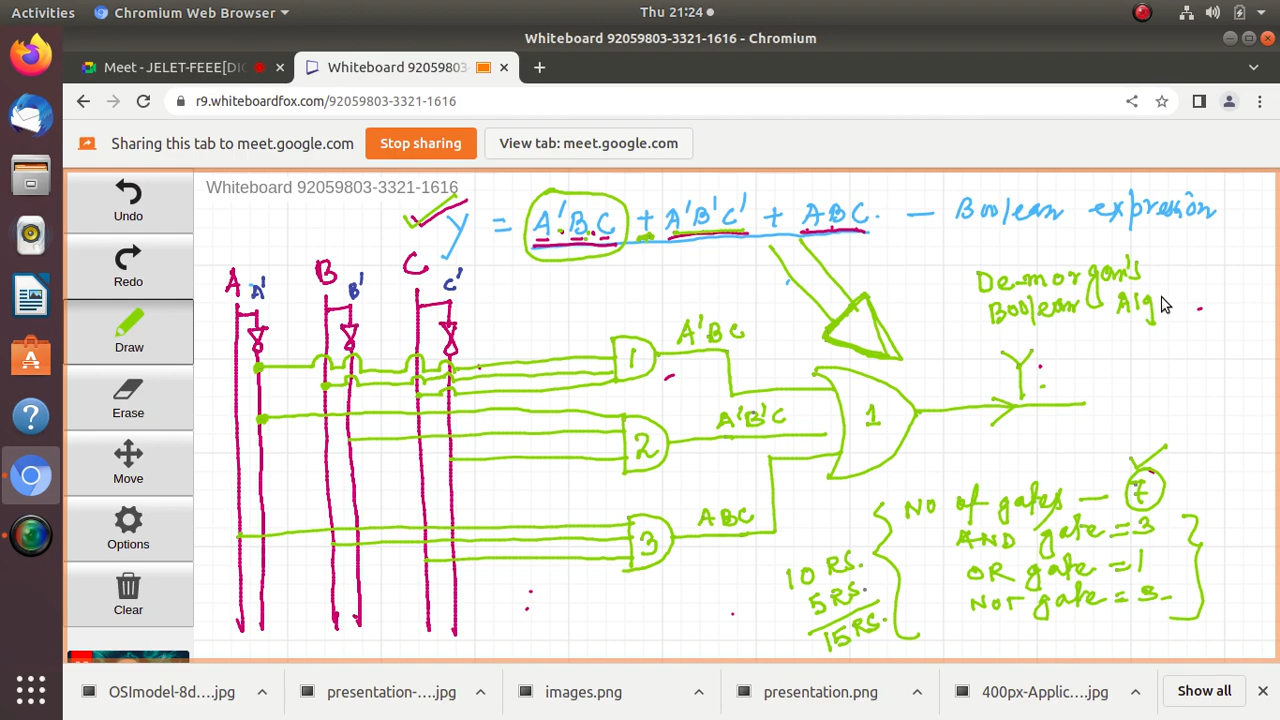 Activities
Chromium Web Browser
Thu 21:24
Whiteboard 92059803-3321-1616 - Chromium
Meet - JELET-FEEE[DIC
Whiteboard 92059803-
r9.whiteboardfox.com/92059803-3321-1616
Sharing this tab to meet.google.com
Stop sharing
View tab: meet.google.com
Undo
Redo
Draw
Erase
Move
Options
Clear
Whiteboard 92059803-3321-1616
Y = A'B.C + A'B'C' + ABC. — Boolean expresion
A A' B B' C C'
De-morgan's
Boolean Alg
1
A'BC
Y
2
A'B'C
1
3
ABC
No of gates — 7
AND gate = 3
OR gate = 1
NOT gate = 3
10 RS.
5 RS.
15 RS.
OSImodel-8d....jpg
presentation-....jpg
images.png
presentation.png
400px-Applic....jpg
Show all